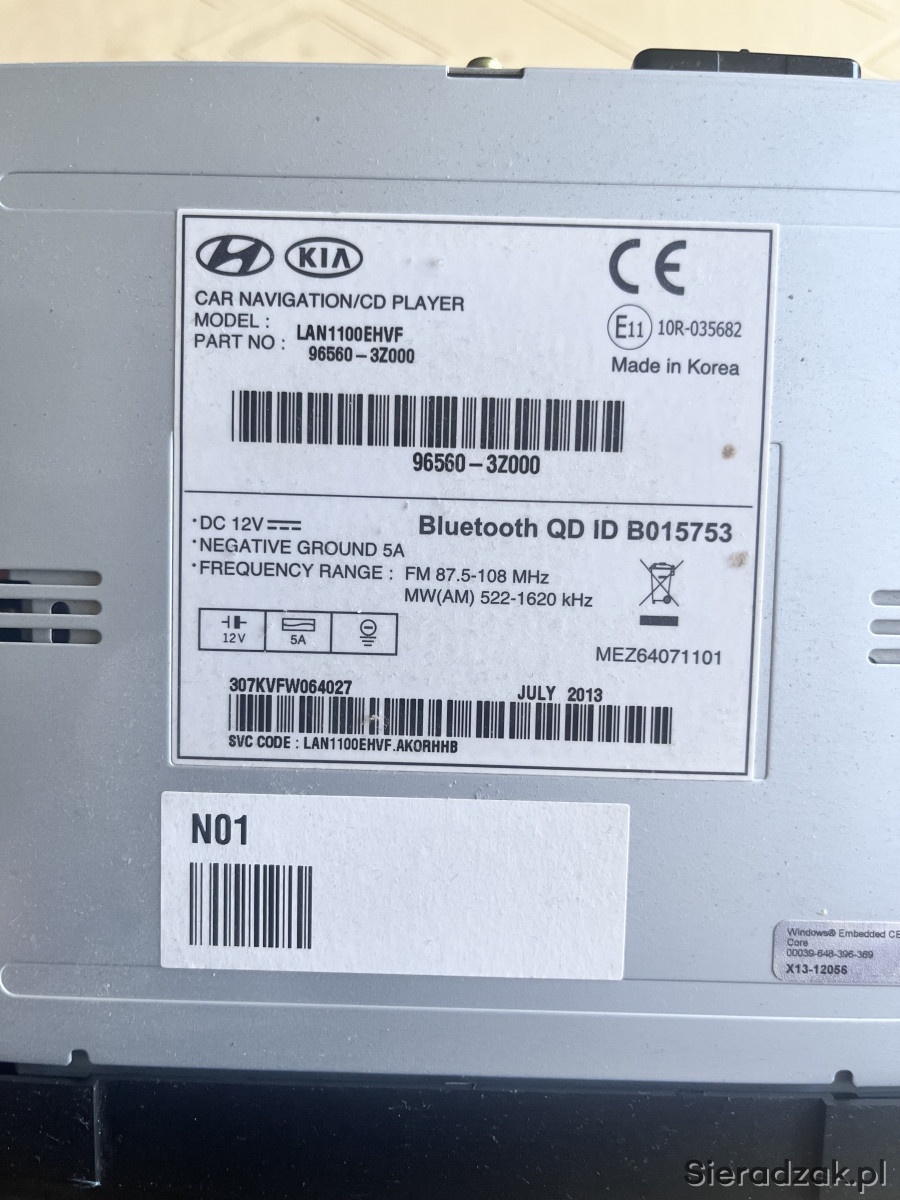 KIA
CE
CAR NAVIGATION/CD PLAYER
MODEL : LAN1100EHVF
PART NO : 96560-3Z000
E11 10R-035682
Made in Korea
96560-3Z000
·DC 12V
Bluetooth QD ID B015753
·NEGATIVE GROUND 5A
·FREQUENCY RANGE : FM 87.5-108 MHz
MW(AM) 522-1620 kHz
12V
5A
MEZ64071101
307KVFW064027
JULY 2013
SVC CODE : LAN1100EHVF.AKORHHB
N01
Windows® Embedded CE
Core
00039-648-396-369
X13-12056
Sieradzak.pl